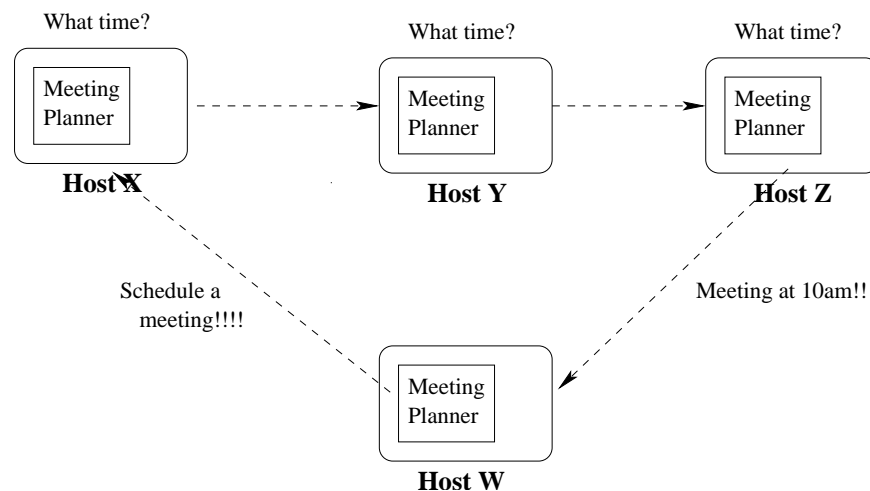 What time?
What time?
What time?
Meeting
Planner
Meeting
Planner
Meeting
Planner
Host X
Host Y
Host Z
Schedule a
meeting!!!!
Meeting at 10am!!
Meeting
Planner
Host W